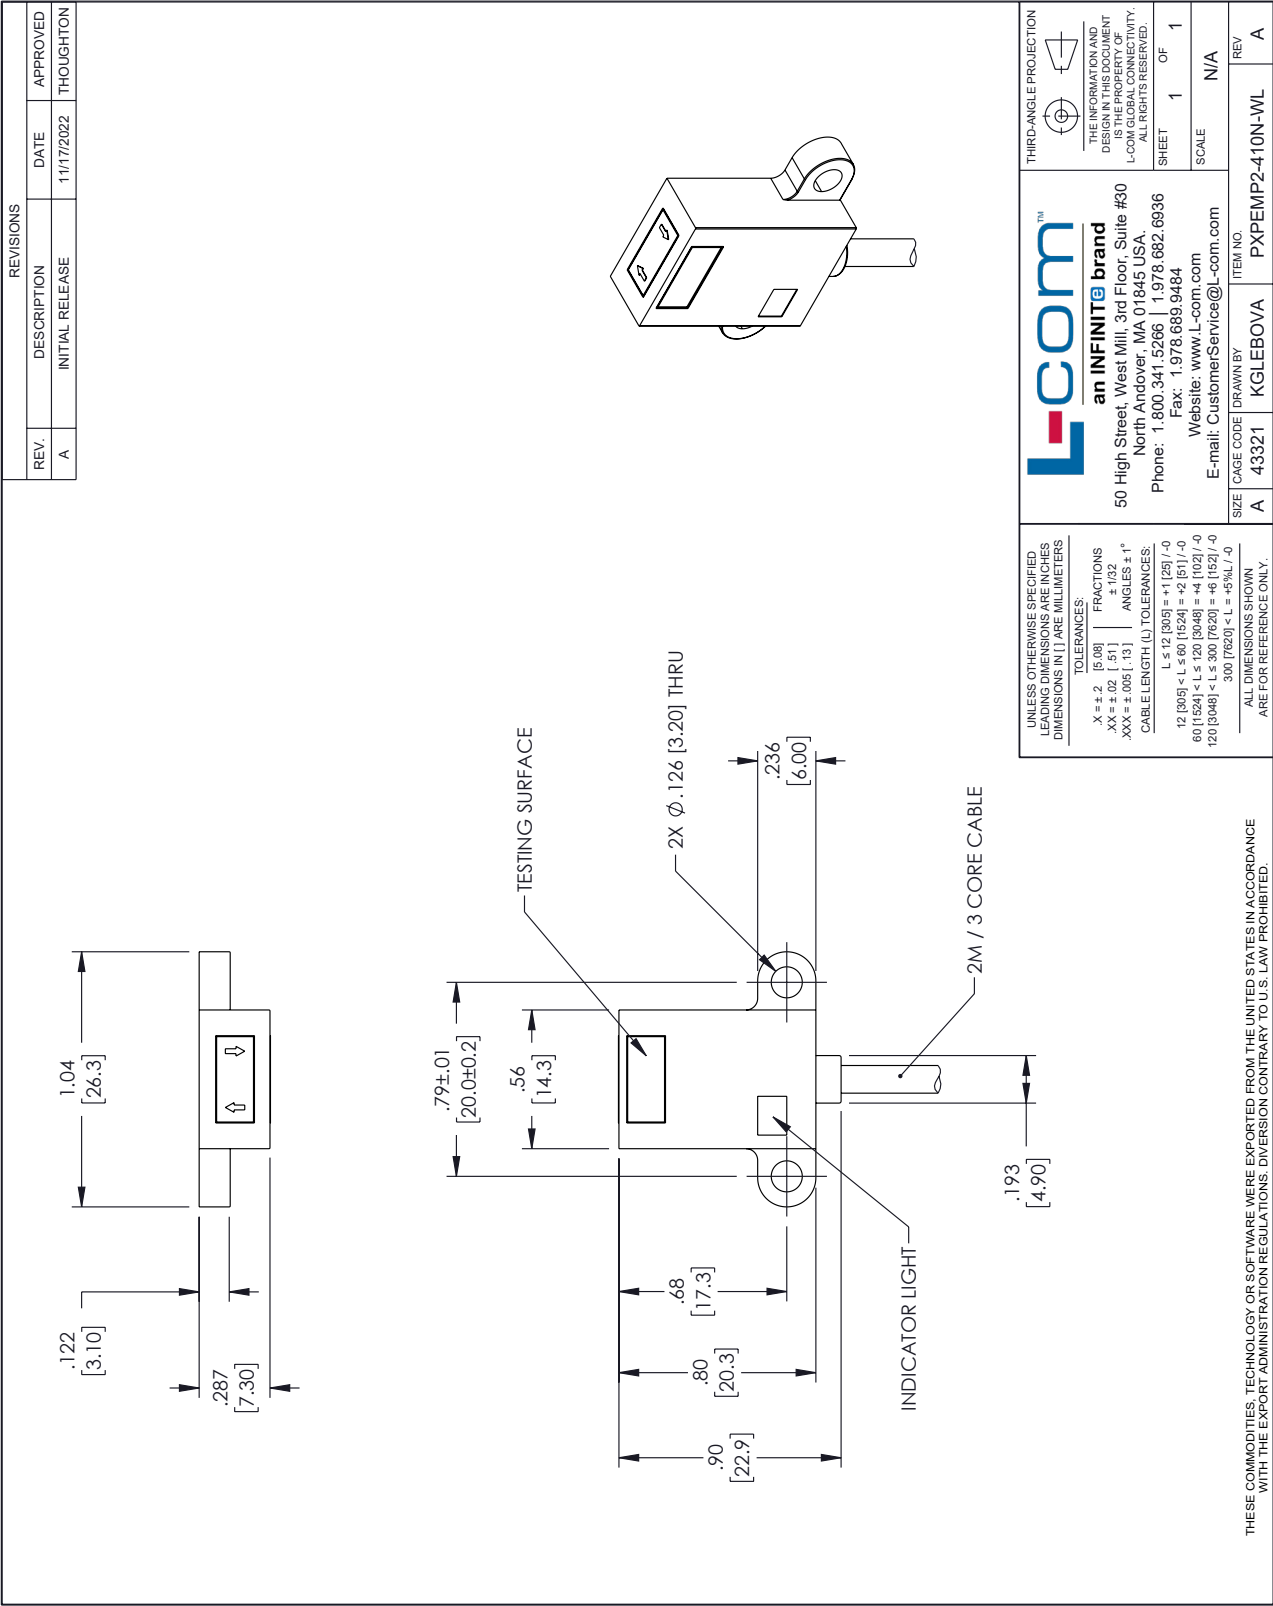 REVISIONS
REV. DESCRIPTION DATE APPROVED
A INITIAL RELEASE 11/17/2022 THOUGHTON
1.04
[26.3]
.122
[3.10]
.287
[7.30]
.79±.01
[20.0±0.2]
.56
[14.3]
TESTING SURFACE
2X Ø.126 [3.20] THRU
.236
[6.00]
.68
[17.3]
.80
[20.3]
.90
[22.9]
INDICATOR LIGHT
.193
[4.90]
2M / 3 CORE CABLE
UNLESS OTHERWISE SPECIFIED
LEADING DIMENSIONS ARE INCHES
DIMENSIONS IN [ ] ARE MILLIMETERS
TOLERANCES:
.X = ± .2 [5.08] FRACTIONS
.XX = ± .02 [ .51 ] ± 1/32
.XXX = ± .005 [ .13 ] ANGLES ± 1°
CABLE LENGTH (L) TOLERANCES:
L ≤ 12 [305] = +1 [25] / -0
12 [305] < L ≤ 60 [1524] = +2 [51] / -0
60 [1524] < L ≤ 120 [3048] = +4 [102] / -0
120 [3048] < L ≤ 300 [7620] = +6 [152] / -0
300 [7620] < L = +5%L / -0
ALL DIMENSIONS SHOWN
ARE FOR REFERENCE ONLY.
L-com™
an INFINITe brand
50 High Street, West Mill, 3rd Floor, Suite #30
North Andover, MA 01845 USA.
Phone: 1.800.341.5266 | 1.978.682.6936
Fax: 1.978.689.9484
Website: www.L-com.com
E-mail: CustomerService@L-com.com
THIRD-ANGLE PROJECTION
THE INFORMATION AND
DESIGN IN THIS DOCUMENT
IS THE PROPERTY OF
L-COM GLOBAL CONNECTIVITY.
ALL RIGHTS RESERVED.
SHEET 1 OF 1
SCALE N/A
SIZE A
CAGE CODE 43321
DRAWN BY KGLEBOVA
ITEM NO. PXPEMP2-410N-WL
REV A
THESE COMMODITIES, TECHNOLOGY OR SOFTWARE WERE EXPORTED FROM THE UNITED STATES IN ACCORDANCE
WITH THE EXPORT ADMINISTRATION REGULATIONS. DIVERSION CONTRARY TO U.S. LAW PROHIBITED.